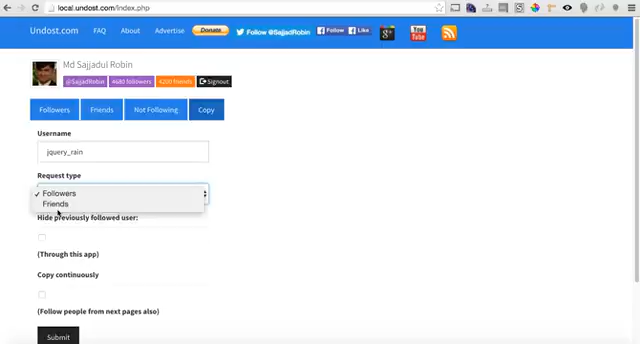 local.undost.com/index.php
Undost.com FAQ About Advertise Donate Follow @SajjadRobin Follow Like You Tube
Md Sajjadul Robin
@SajjadRobin 4680 followers 4200 friends Signout
Followers Friends Not Following Copy
Username
jquery_rain
Request type
Followers
Friends
Hide previously followed user:
(Through this app)
Copy continuously
(Follow people from next pages also)
Submit